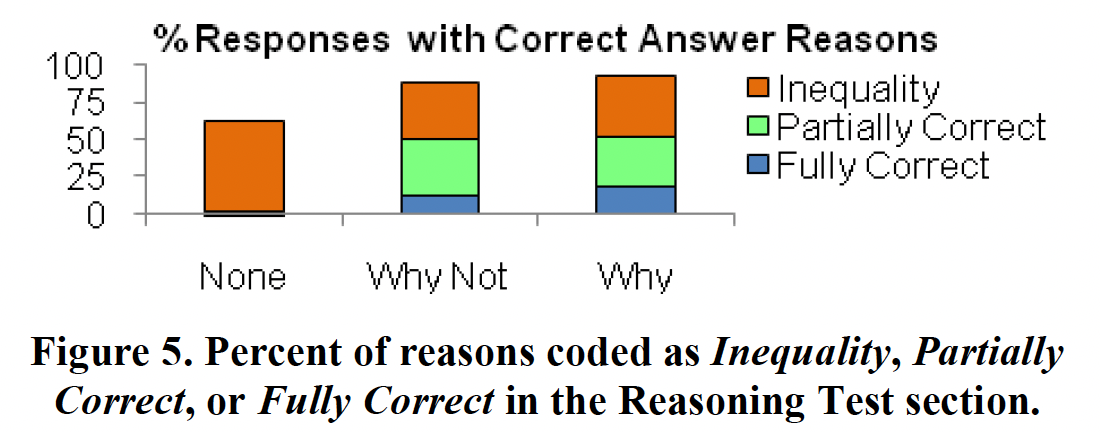 % Responses with Correct Answer Reasons
100
75
50
25
0
Inequality
Partially Correct
Fully Correct
None
Why Not
Why
Figure 5. Percent of reasons coded as Inequality, Partially
Correct, or Fully Correct in the Reasoning Test section.